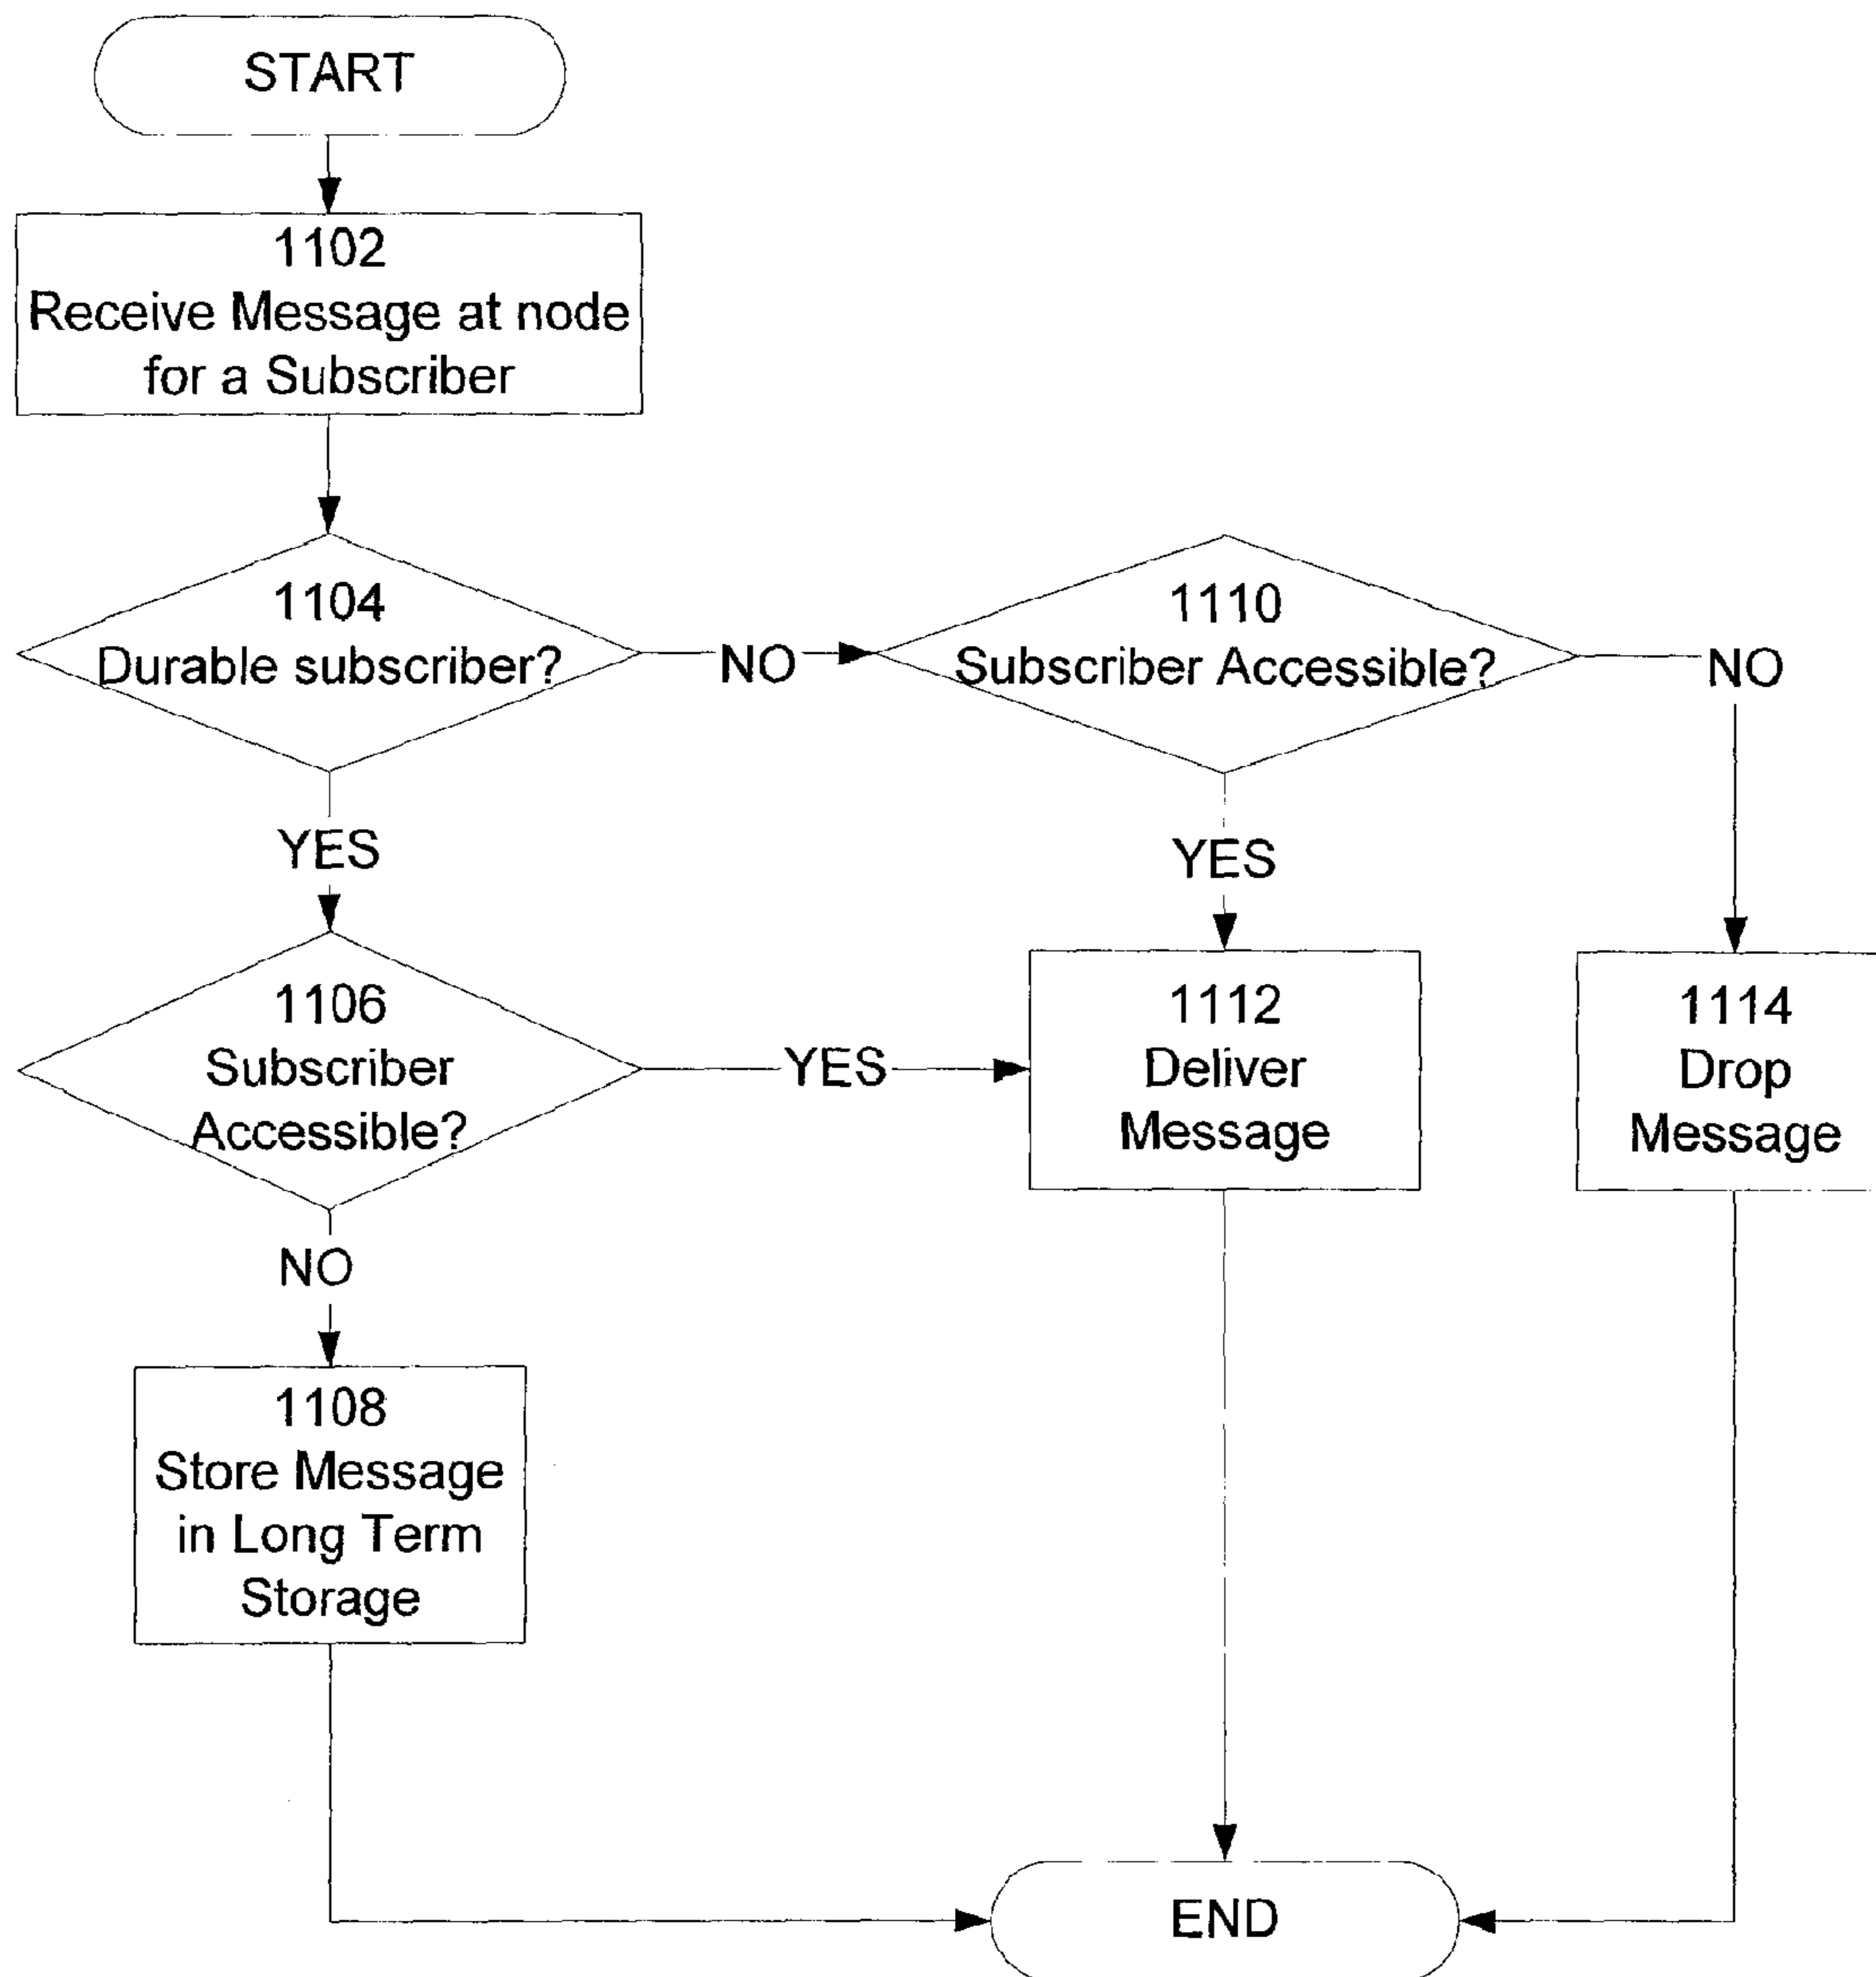 START
1102
Receive Message at node
for a Subscriber
1104
Durable subscriber?
NO
1110
Subscriber Accessible?
NO
YES
YES
1106
Subscriber
Accessible?
YES
1112
Deliver
Message
1114
Drop
Message
NO
1108
Store Message
in Long Term
Storage
END